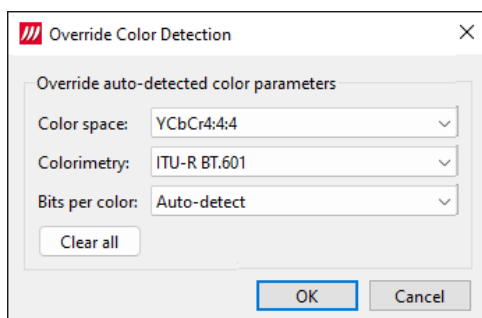 Override Color Detection
Override auto-detected color parameters
Color space: YCbCr4:4:4
Colorimetry: ITU-R BT.601
Bits per color: Auto-detect
Clear all
OK Cancel